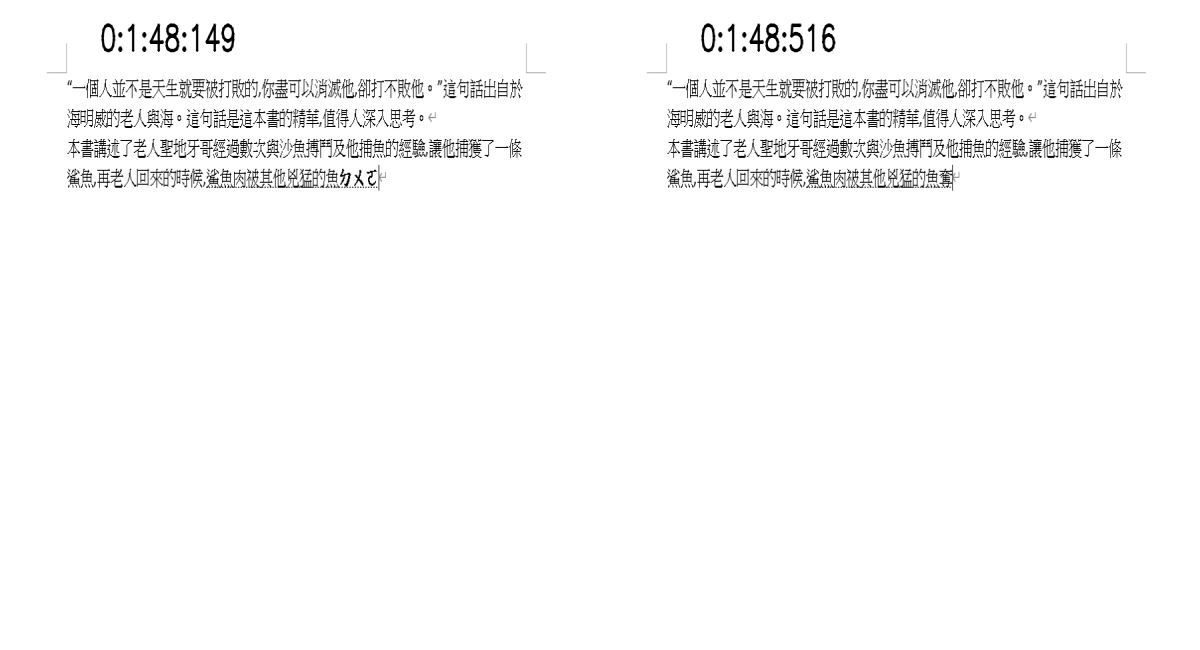 0:1:48:149
“一個人並不是天生就要被打敗的,你盡可以消滅他,卻打不敗他。”這句話出自於
海明威的老人與海。這句話是這本書的精華,值得人深入思考。
本書講述了老人聖地牙哥經過數次與沙魚搏鬥及他捕魚的經驗,讓他捕獲了一條
鯊魚,再老人回來的時候,鯊魚肉被其他兇猛的魚ㄉㄨㄛ
0:1:48:516
“一個人並不是天生就要被打敗的,你盡可以消滅他,卻打不敗他。”這句話出自於
海明威的老人與海。這句話是這本書的精華,值得人深入思考。
本書講述了老人聖地牙哥經過數次與沙魚搏鬥及他捕魚的經驗,讓他捕獲了一條
鯊魚,再老人回來的時候,鯊魚肉被其他兇猛的魚奪